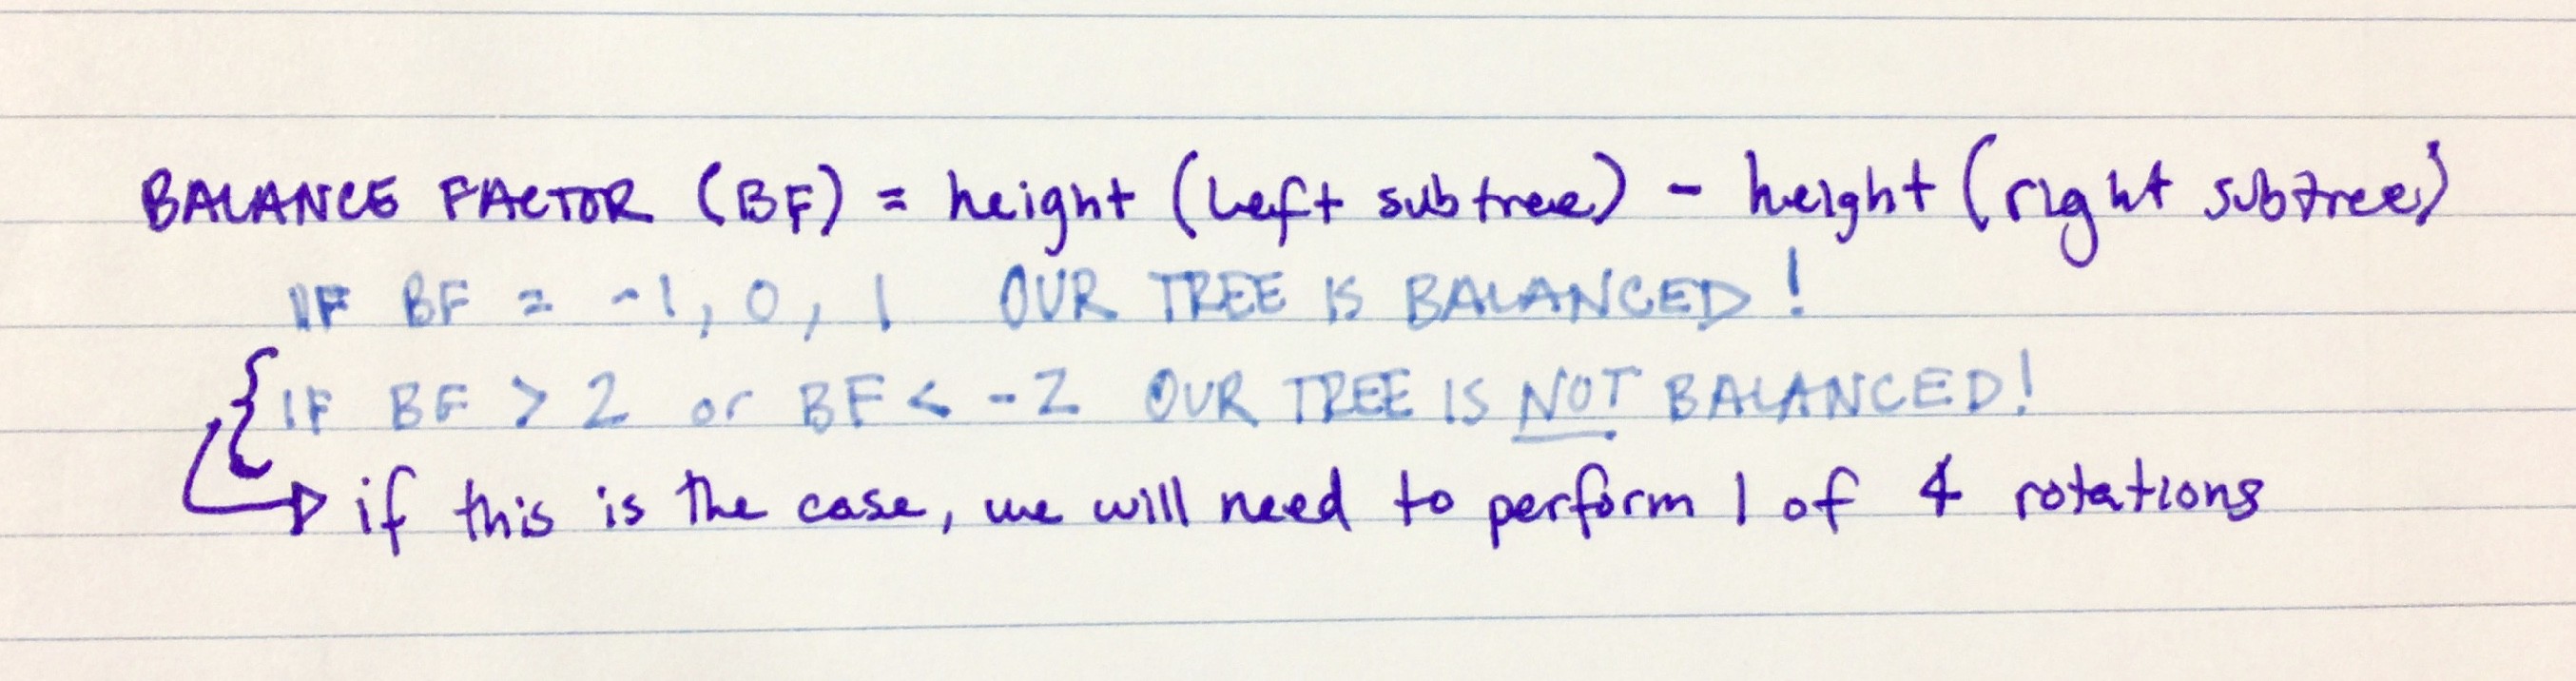 BALANCE FACTOR (BF) = height (left subtree) - height (right subtree)
IF BF = -1, 0, 1 OUR TREE IS BALANCED!
IF BF > 2 or BF < -2 OUR TREE IS NOT BALANCED!
if this is the case, we will need to perform 1 of 4 rotations